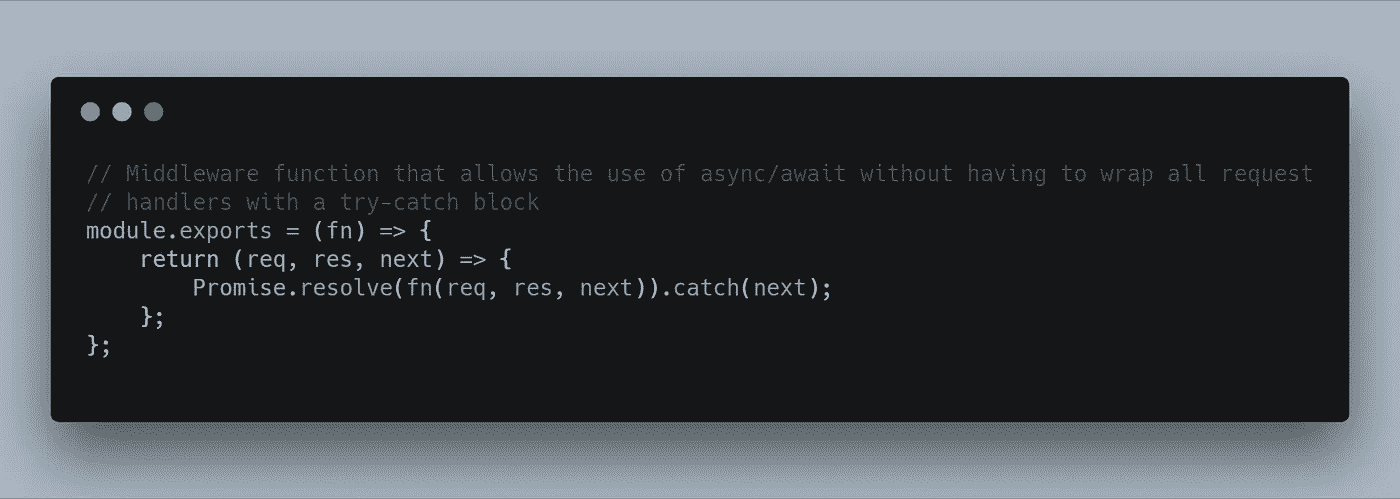 // Middleware function that allows the use of async/await without having to wrap all request
// handlers with a try-catch block
module.exports = (fn) => {
    return (req, res, next) => {
        Promise.resolve(fn(req, res, next)).catch(next);
    };
};